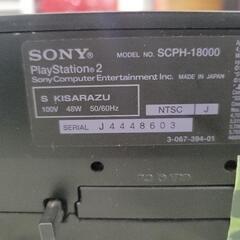 SONY
MODEL NO. SCPH-18000
PlayStation®2
Sony Computer Entertainment Inc. MADE IN JAPAN
S KISARAZU
100V 48W 50/60Hz
NTSC J
SERIAL J4448603
3-067-394-01